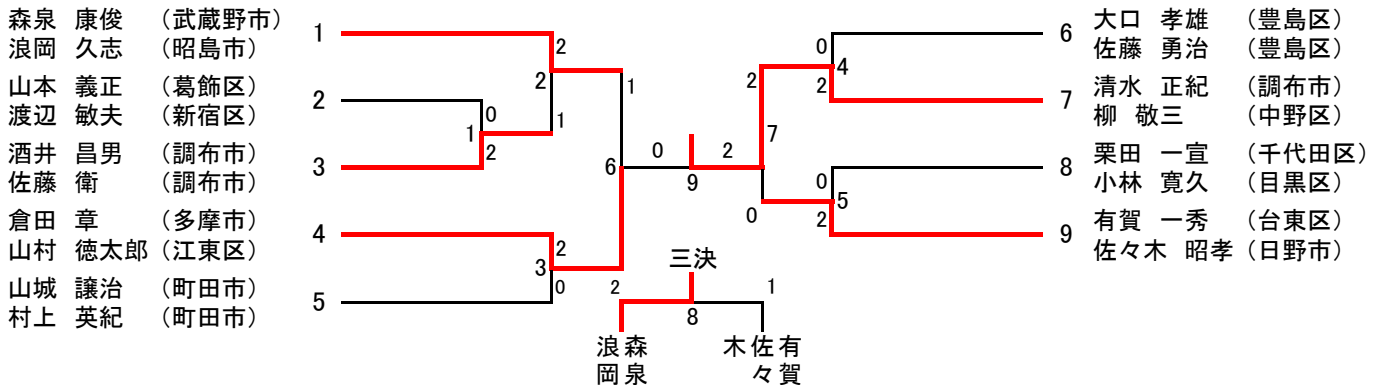 森泉 康俊 （武蔵野市） 1
浪岡 久志 （昭島市）
山本 義正 （葛飾区） 2
渡辺 敏夫 （新宿区）
酒井 昌男 （調布市） 3
佐藤 衛 （調布市）
倉田 章 （多摩市） 4
山村 徳太郎 （江東区）
山城 譲治 （町田市） 5
村上 英紀 （町田市）
2
2
1
0
1
2
1
6
2
3
0
2
0
9
2
三決
8
1
浪岡
森泉
佐々木
有賀
2
7
0
0
4
2
0
5
2
6 大口 孝雄 （豊島区）
佐藤 勇治 （豊島区）
7 清水 正紀 （調布市）
柳 敬三 （中野区）
8 栗田 一宣 （千代田区）
小林 寛久 （目黒区）
9 有賀 一秀 （台東区）
佐々木 昭孝 （日野市）